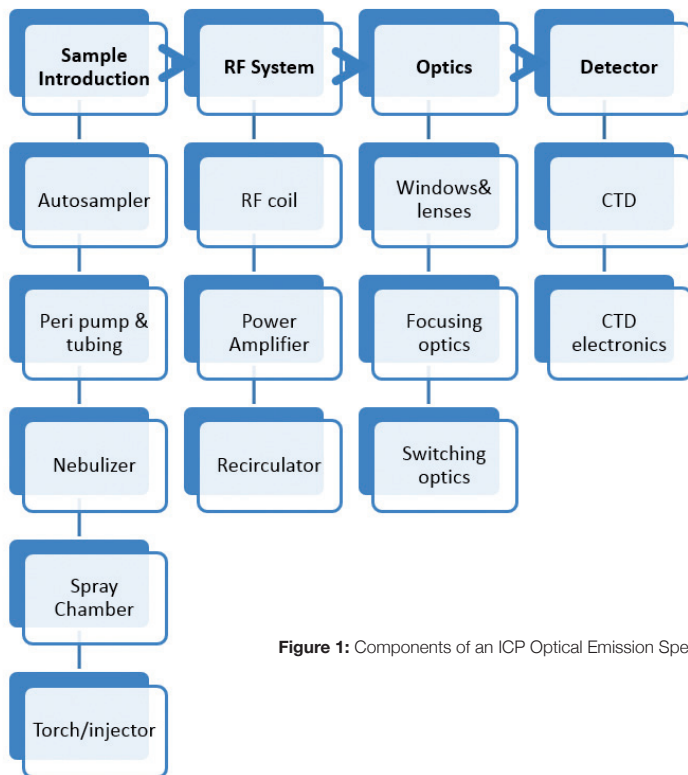 Sample
Introduction
RF System
Optics
Detector
Autosampler
RF coil
Windows&
lenses
CTD
Peri pump &
tubing
Power
Amplifier
Focusing
optics
CTD
electronics
Nebulizer
Recirculator
Switching
optics
Spray
Chamber
Torch/injector
Figure 1: Components of an ICP Optical Emission Spe